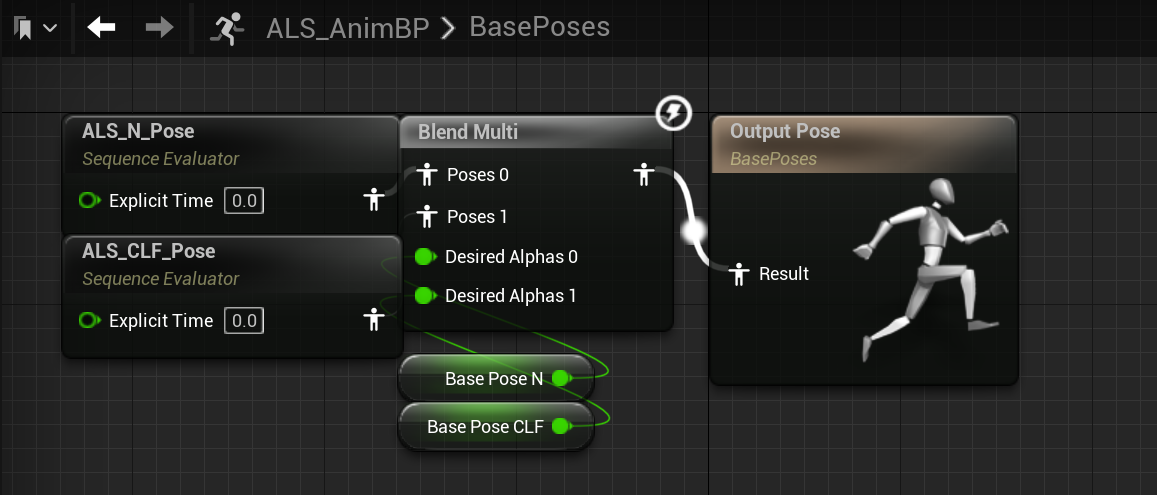 ALS_AnimBP > BasePoses
ALS_N_Pose
Sequence Evaluator
Explicit Time 0.0
ALS_CLF_Pose
Sequence Evaluator
Explicit Time 0.0
Blend Multi
Poses 0
Poses 1
Desired Alphas 0
Desired Alphas 1
Base Pose N
Base Pose CLF
Output Pose
BasePoses
Result